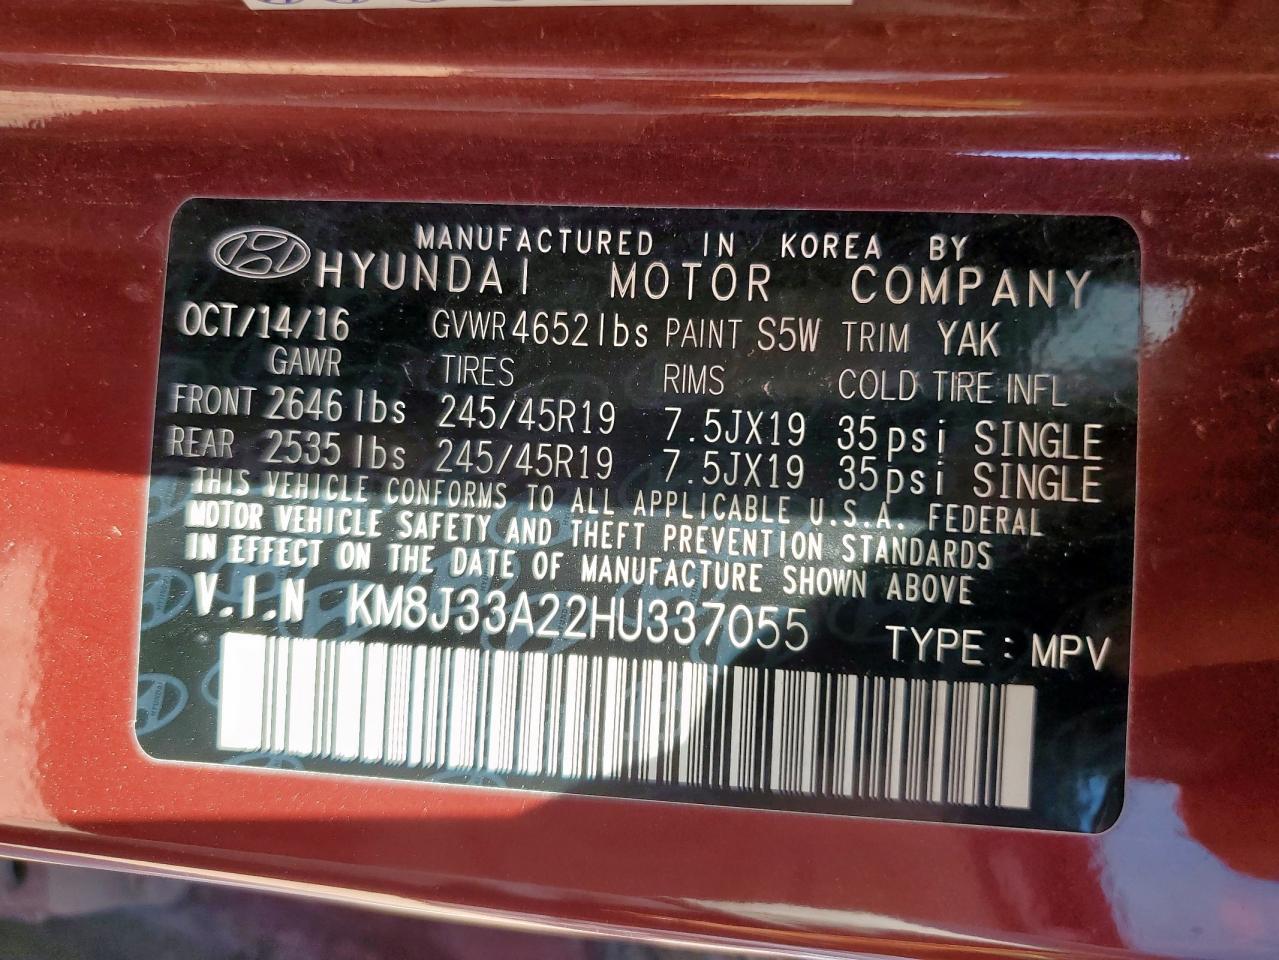 MANUFACTURED IN KOREA BY
HYUNDAI MOTOR COMPANY
OCT/14/16 GVWR 4652 lbs PAINT S5W TRIM YAK
GAWR TIRES RIMS COLD TIRE INFL
FRONT 2646 lbs 245/45R19 7.5JX19 35psi SINGLE
REAR 2535 lbs 245/45R19 7.5JX19 35psi SINGLE
THIS VEHICLE CONFORMS TO ALL APPLICABLE U.S.A. FEDERAL
MOTOR VEHICLE SAFETY AND THEFT PREVENTION STANDARDS
IN EFFECT ON THE DATE OF MANUFACTURE SHOWN ABOVE
V.I.N KM8J33A22HU337055 TYPE : MPV